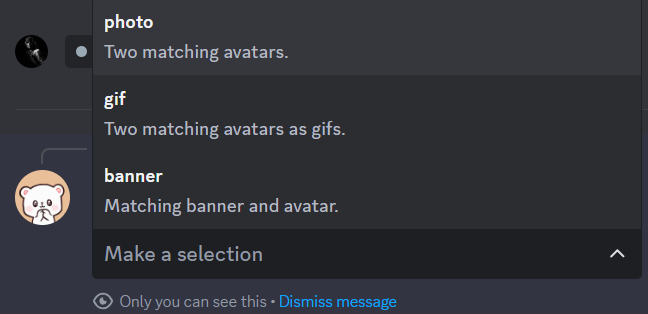 photo
Two matching avatars.
gif
Two matching avatars as gifs.
banner
Matching banner and avatar.
Make a selection
Only you can see this • Dismiss message